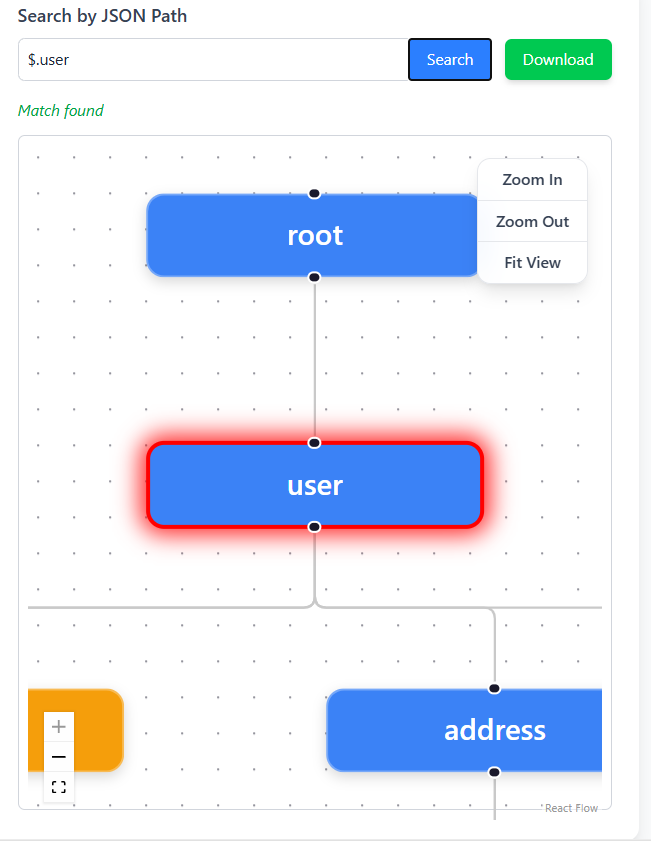 Search by JSON Path
$.user
Search
Download
Match found
root
Zoom In
Zoom Out
Fit View
user
address
React Flow